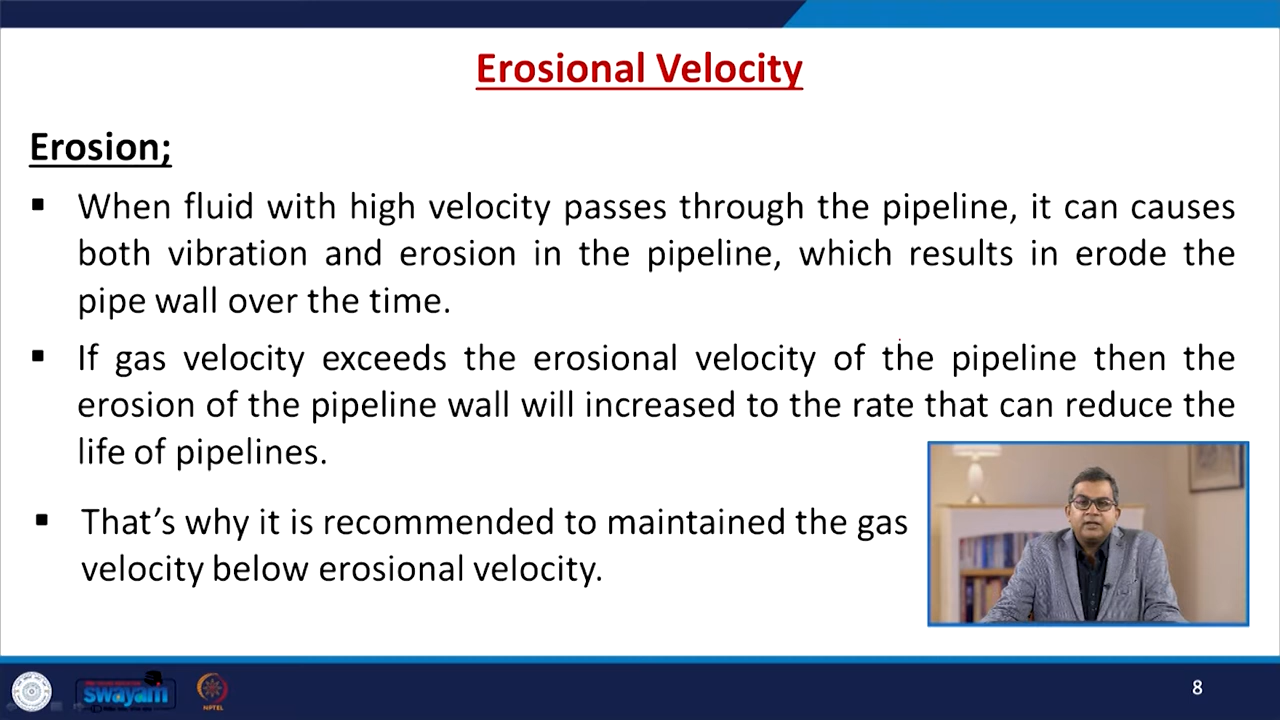 Erosional Velocity
Erosion;
▪ When fluid with high velocity passes through the pipeline, it can causes
both vibration and erosion in the pipeline, which results in erode the
pipe wall over the time.
▪ If gas velocity exceeds the erosional velocity of the pipeline then the
erosion of the pipeline wall will increased to the rate that can reduce the
life of pipelines.
▪ That’s why it is recommended to maintained the gas
velocity below erosional velocity.
swayam
NPTEL
8